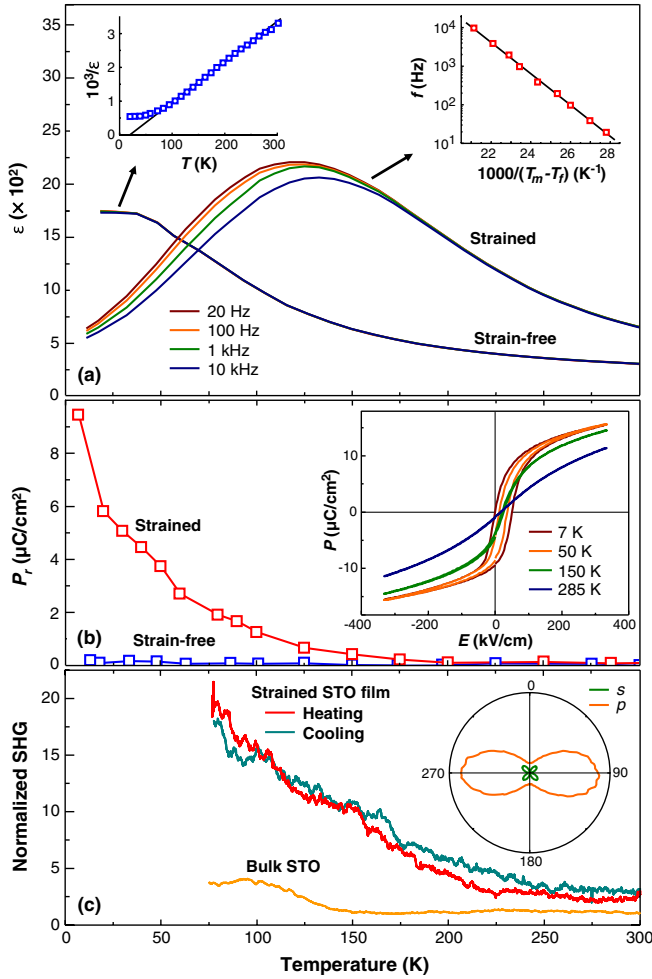 35
30
25
20
15
10
5
0
ε (× 10²)
3
2
1
0
10³/ε
0 100 200 300
T (K)
10⁴
10³
10²
10¹
f (Hz)
22 24 26 28
1000/(Tₘ-T_f) (K⁻¹)
Strained
Strain-free
20 Hz
100 Hz
1 kHz
10 kHz
(a)
8
6
4
2
0
Pᵣ (µC/cm²)
Strained
Strain-free
(b)
10
0
-10
P (µC/cm²)
7 K
50 K
150 K
285 K
-400 -200 0 200 400
E (kV/cm)
20
15
10
5
0
Normalized SHG
Strained STO film
Heating
Cooling
s
p
0
270
90
180
Bulk STO
(c)
0 50 100 150 200 250 300
Temperature (K)